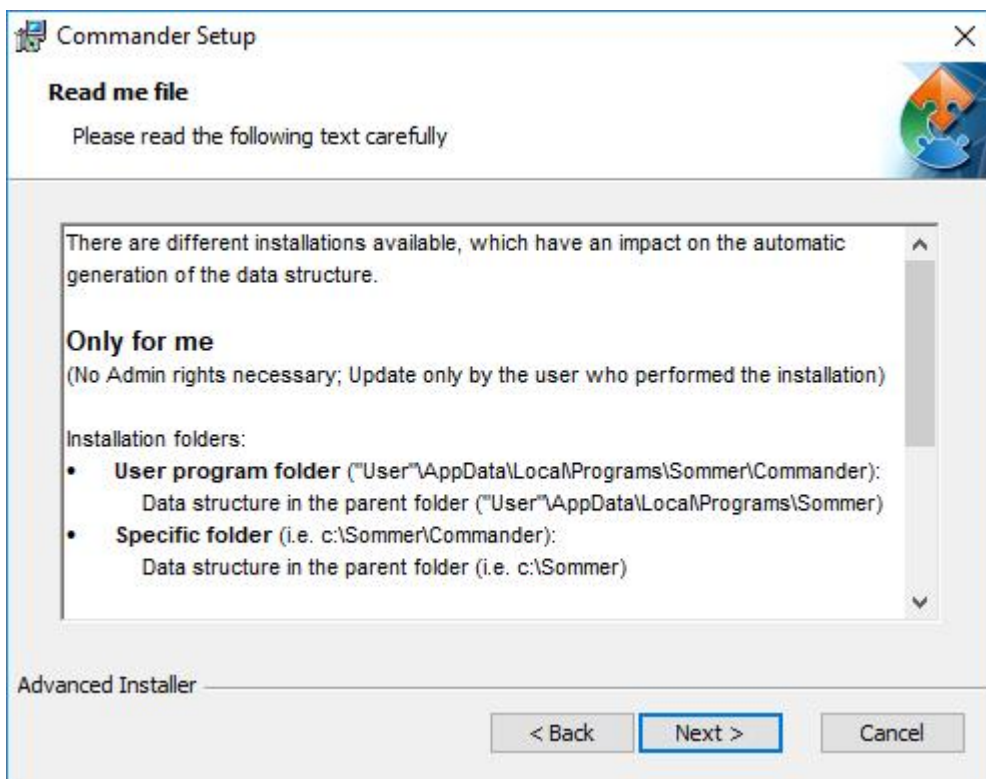 Commander Setup
Read me file
Please read the following text carefully
There are different installations available, which have an impact on the automatic
generation of the data structure.
Only for me
(No Admin rights necessary; Update only by the user who performed the installation)
Installation folders:
• User program folder ("User"\AppData\Local\Programs\Sommer\Commander):
Data structure in the parent folder ("User"\AppData\Local\Programs\Sommer)
• Specific folder (i.e. c:\Sommer\Commander):
Data structure in the parent folder (i.e. c:\Sommer)
Advanced Installer
< Back Next > Cancel